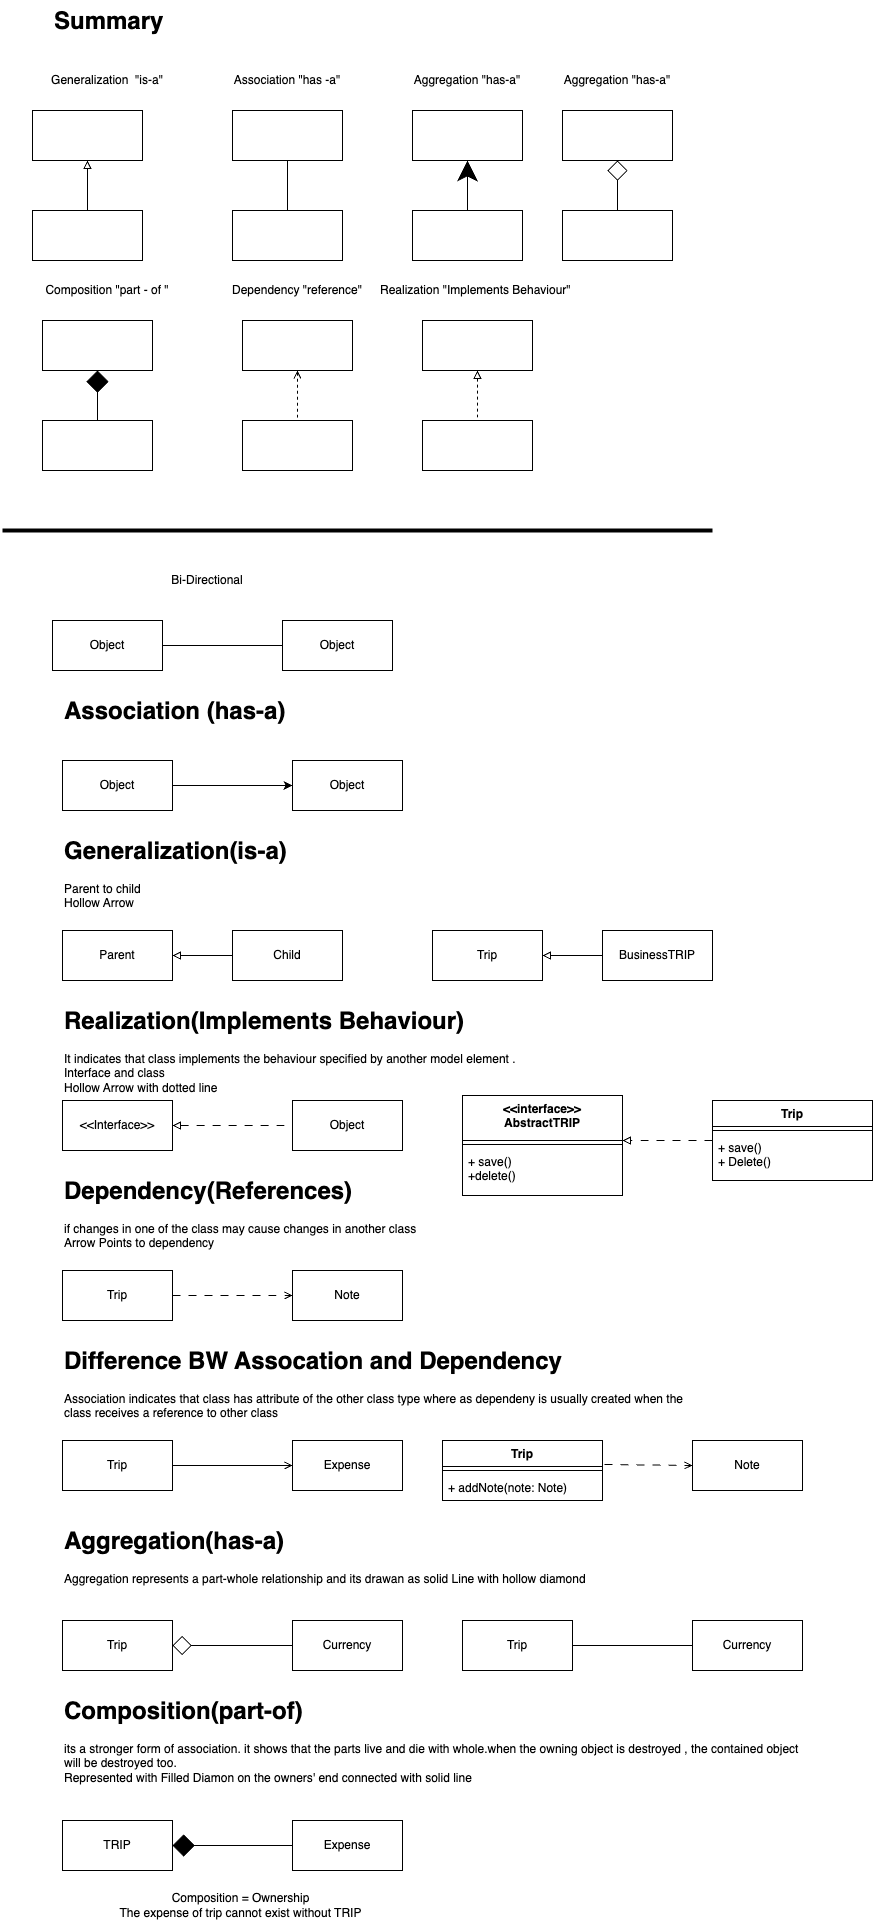 Summary
Generalization "is-a"
Association "has -a"
Aggregation "has-a"
Aggregation "has-a"
Composition "part - of "
Dependency "reference"
Realization "Implements Behaviour"
Bi-Directional
Object
Object
Association (has-a)
Object
Object
Generalization(is-a)
Parent to child
Hollow Arrow
Parent
Child
Trip
BusinessTRIP
Realization(Implements Behaviour)
It indicates that class implements the behaviour specified by another model element .
Interface and class
Hollow Arrow with dotted line
<<Interface>>
Object
<<interface>>
AbstractTRIP
+ save()
+delete()
Trip
+ save()
+ Delete()
Dependency(References)
if changes in one of the class may cause changes in another class
Arrow Points to dependency
Trip
Note
Difference BW Assocation and Dependency
Association indicates that class has attribute of the other class type where as dependeny is usually created when the
class receives a reference to other class
Trip
Expense
Trip
+ addNote(note: Note)
Note
Aggregation(has-a)
Aggregation represents a part-whole relationship and its drawan as solid Line with hollow diamond
Trip
Currency
Trip
Currency
Composition(part-of)
its a stronger form of association. it shows that the parts live and die with whole.when the owning object is destroyed , the contained object
will be destroyed too.
Represented with Filled Diamon on the owners' end connected with solid line
TRIP
Expense
Composition = Ownership
The expense of trip cannot exist without TRIP